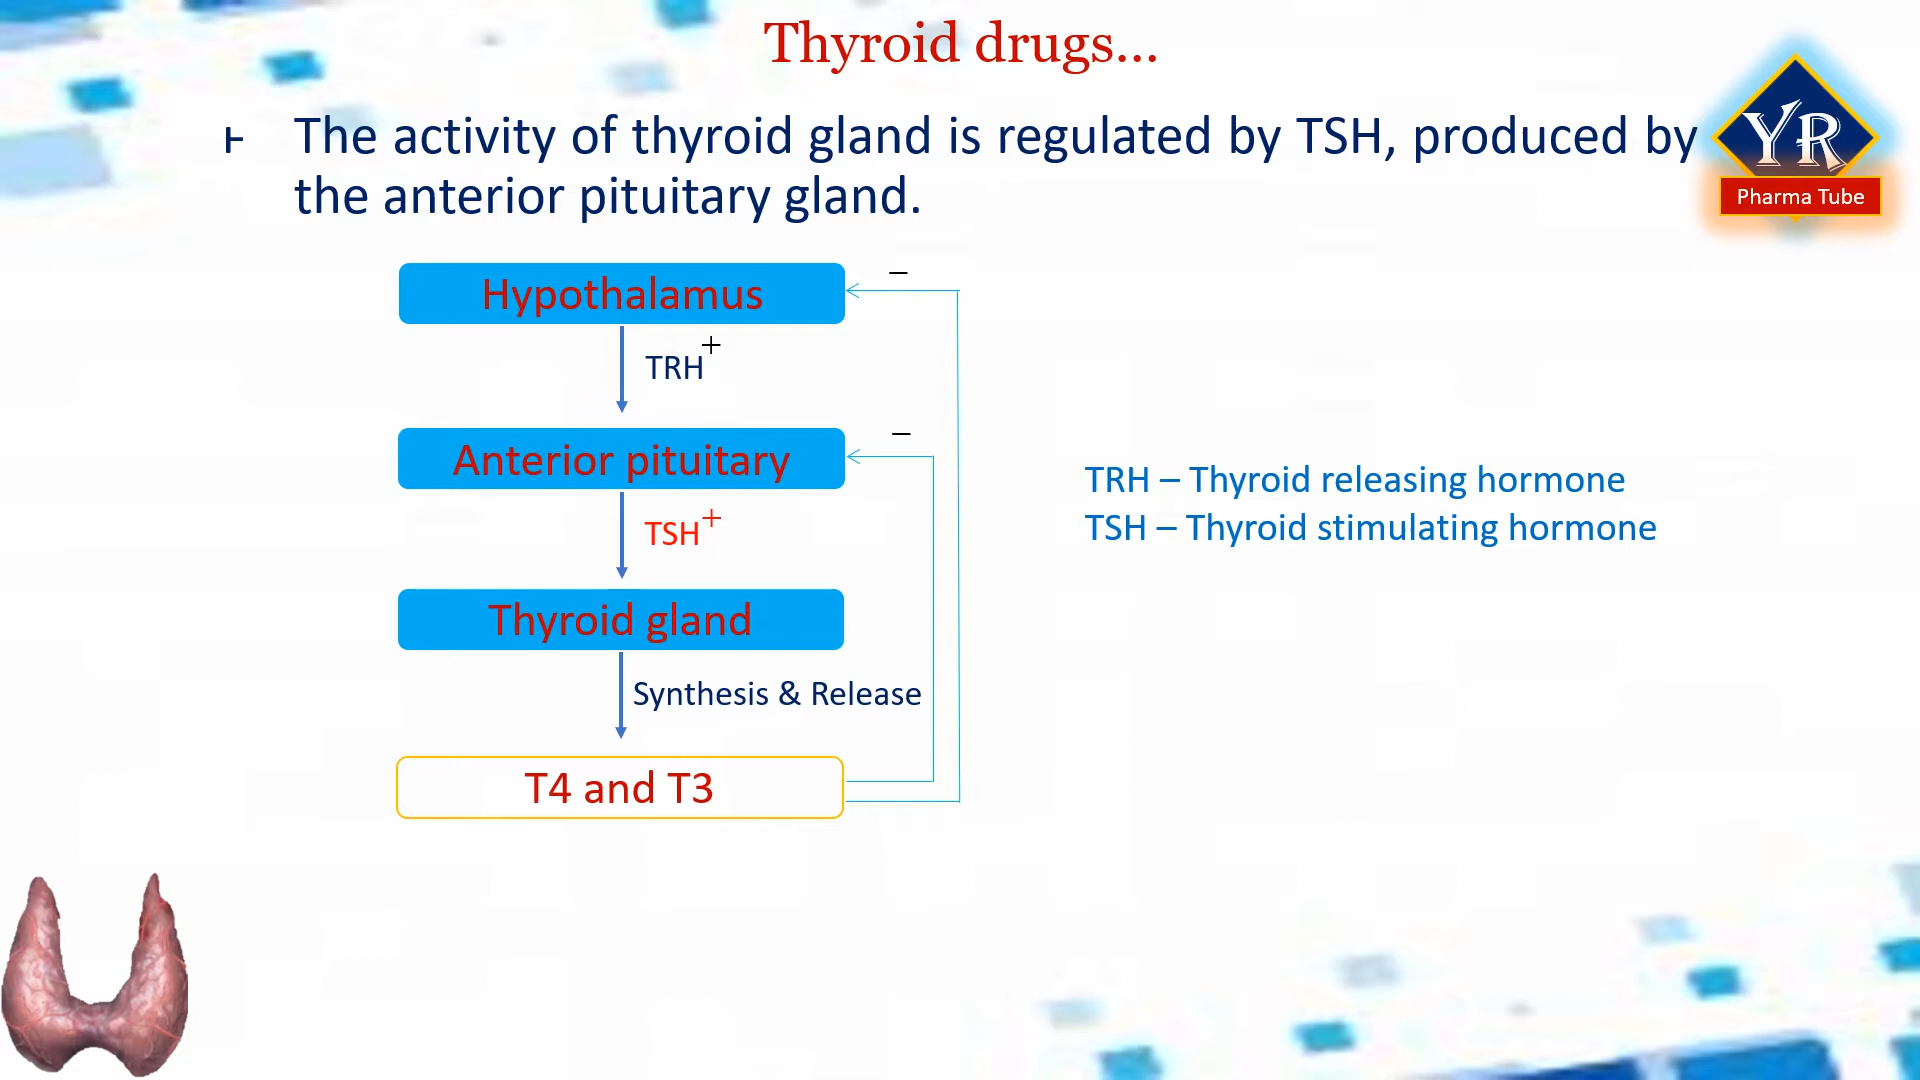 Thyroid drugs...
The activity of thyroid gland is regulated by TSH, produced by
the anterior pituitary gland.
YR
Pharma Tube
Hypothalamus
−
TRH+
Anterior pituitary
−
TSH+
Thyroid gland
Synthesis & Release
T4 and T3
TRH – Thyroid releasing hormone
TSH – Thyroid stimulating hormone